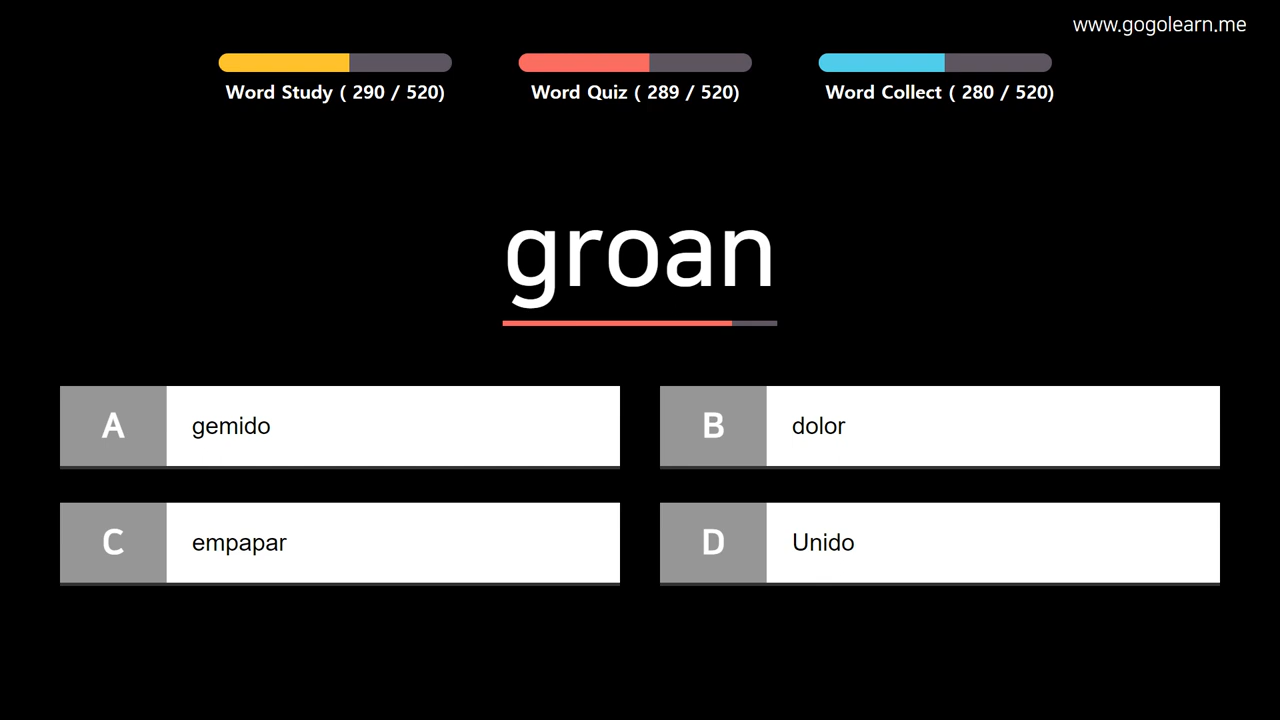 www.gogolearn.me
Word Study ( 290 / 520)
Word Quiz ( 289 / 520)
Word Collect ( 280 / 520)
groan
A
gemido
B
dolor
C
empapar
D
Unido